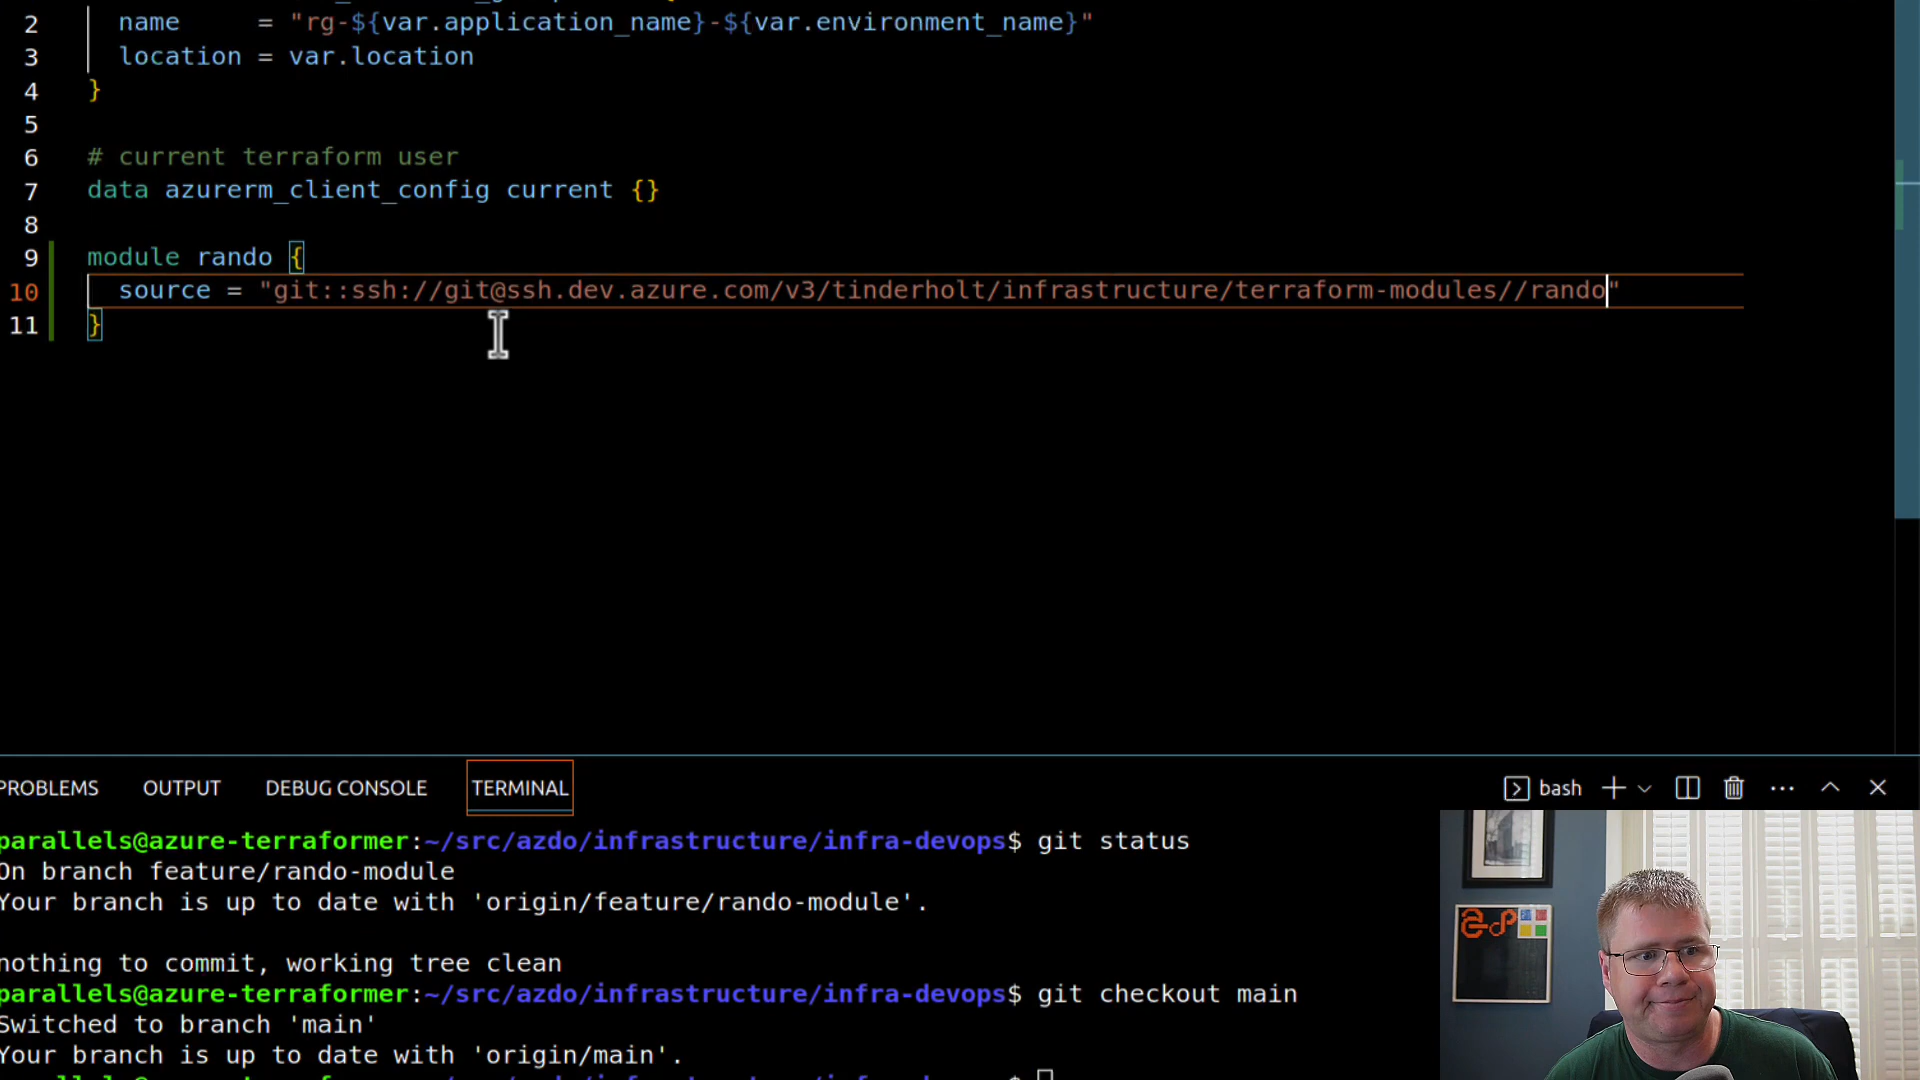 2 name = "rg-${var.application_name}-${var.environment_name}"
3 location = var.location
4 }
5
6 # current terraform user
7 data azurerm_client_config current {}
8
9 module rando {
10 source = "git::ssh://git@ssh.dev.azure.com/v3/tinderholt/infrastructure/terraform-modules//rando"
11 }
PROBLEMS OUTPUT DEBUG CONSOLE TERMINAL bash
parallels@azure-terraformer:~/src/azdo/infrastructure/infra-devops$ git status
On branch feature/rando-module
Your branch is up to date with 'origin/feature/rando-module'.
nothing to commit, working tree clean
parallels@azure-terraformer:~/src/azdo/infrastructure/infra-devops$ git checkout main
Switched to branch 'main'
Your branch is up to date with 'origin/main'.